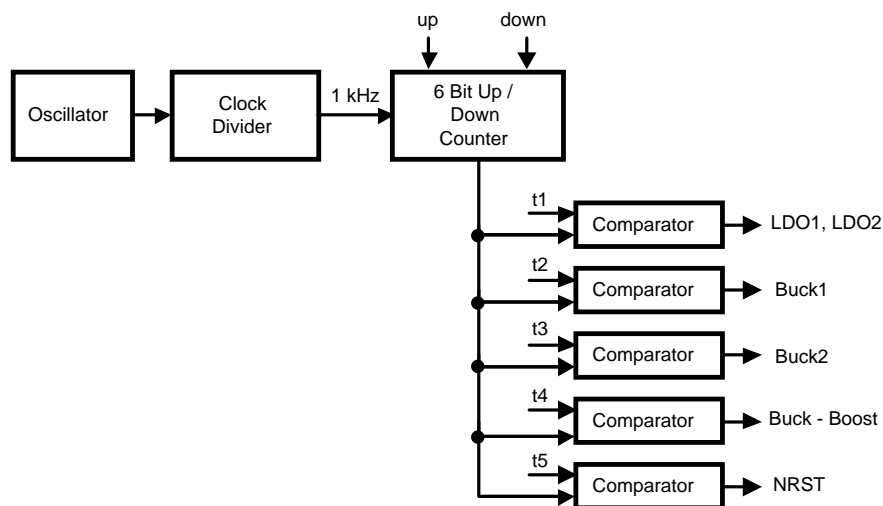 up
down
Oscillator
Clock
Divider
1 kHz
6 Bit Up /
Down
Counter
t1
Comparator
LDO1, LDO2
t2
Comparator
Buck1
t3
Comparator
Buck2
t4
Comparator
Buck - Boost
t5
Comparator
NRST